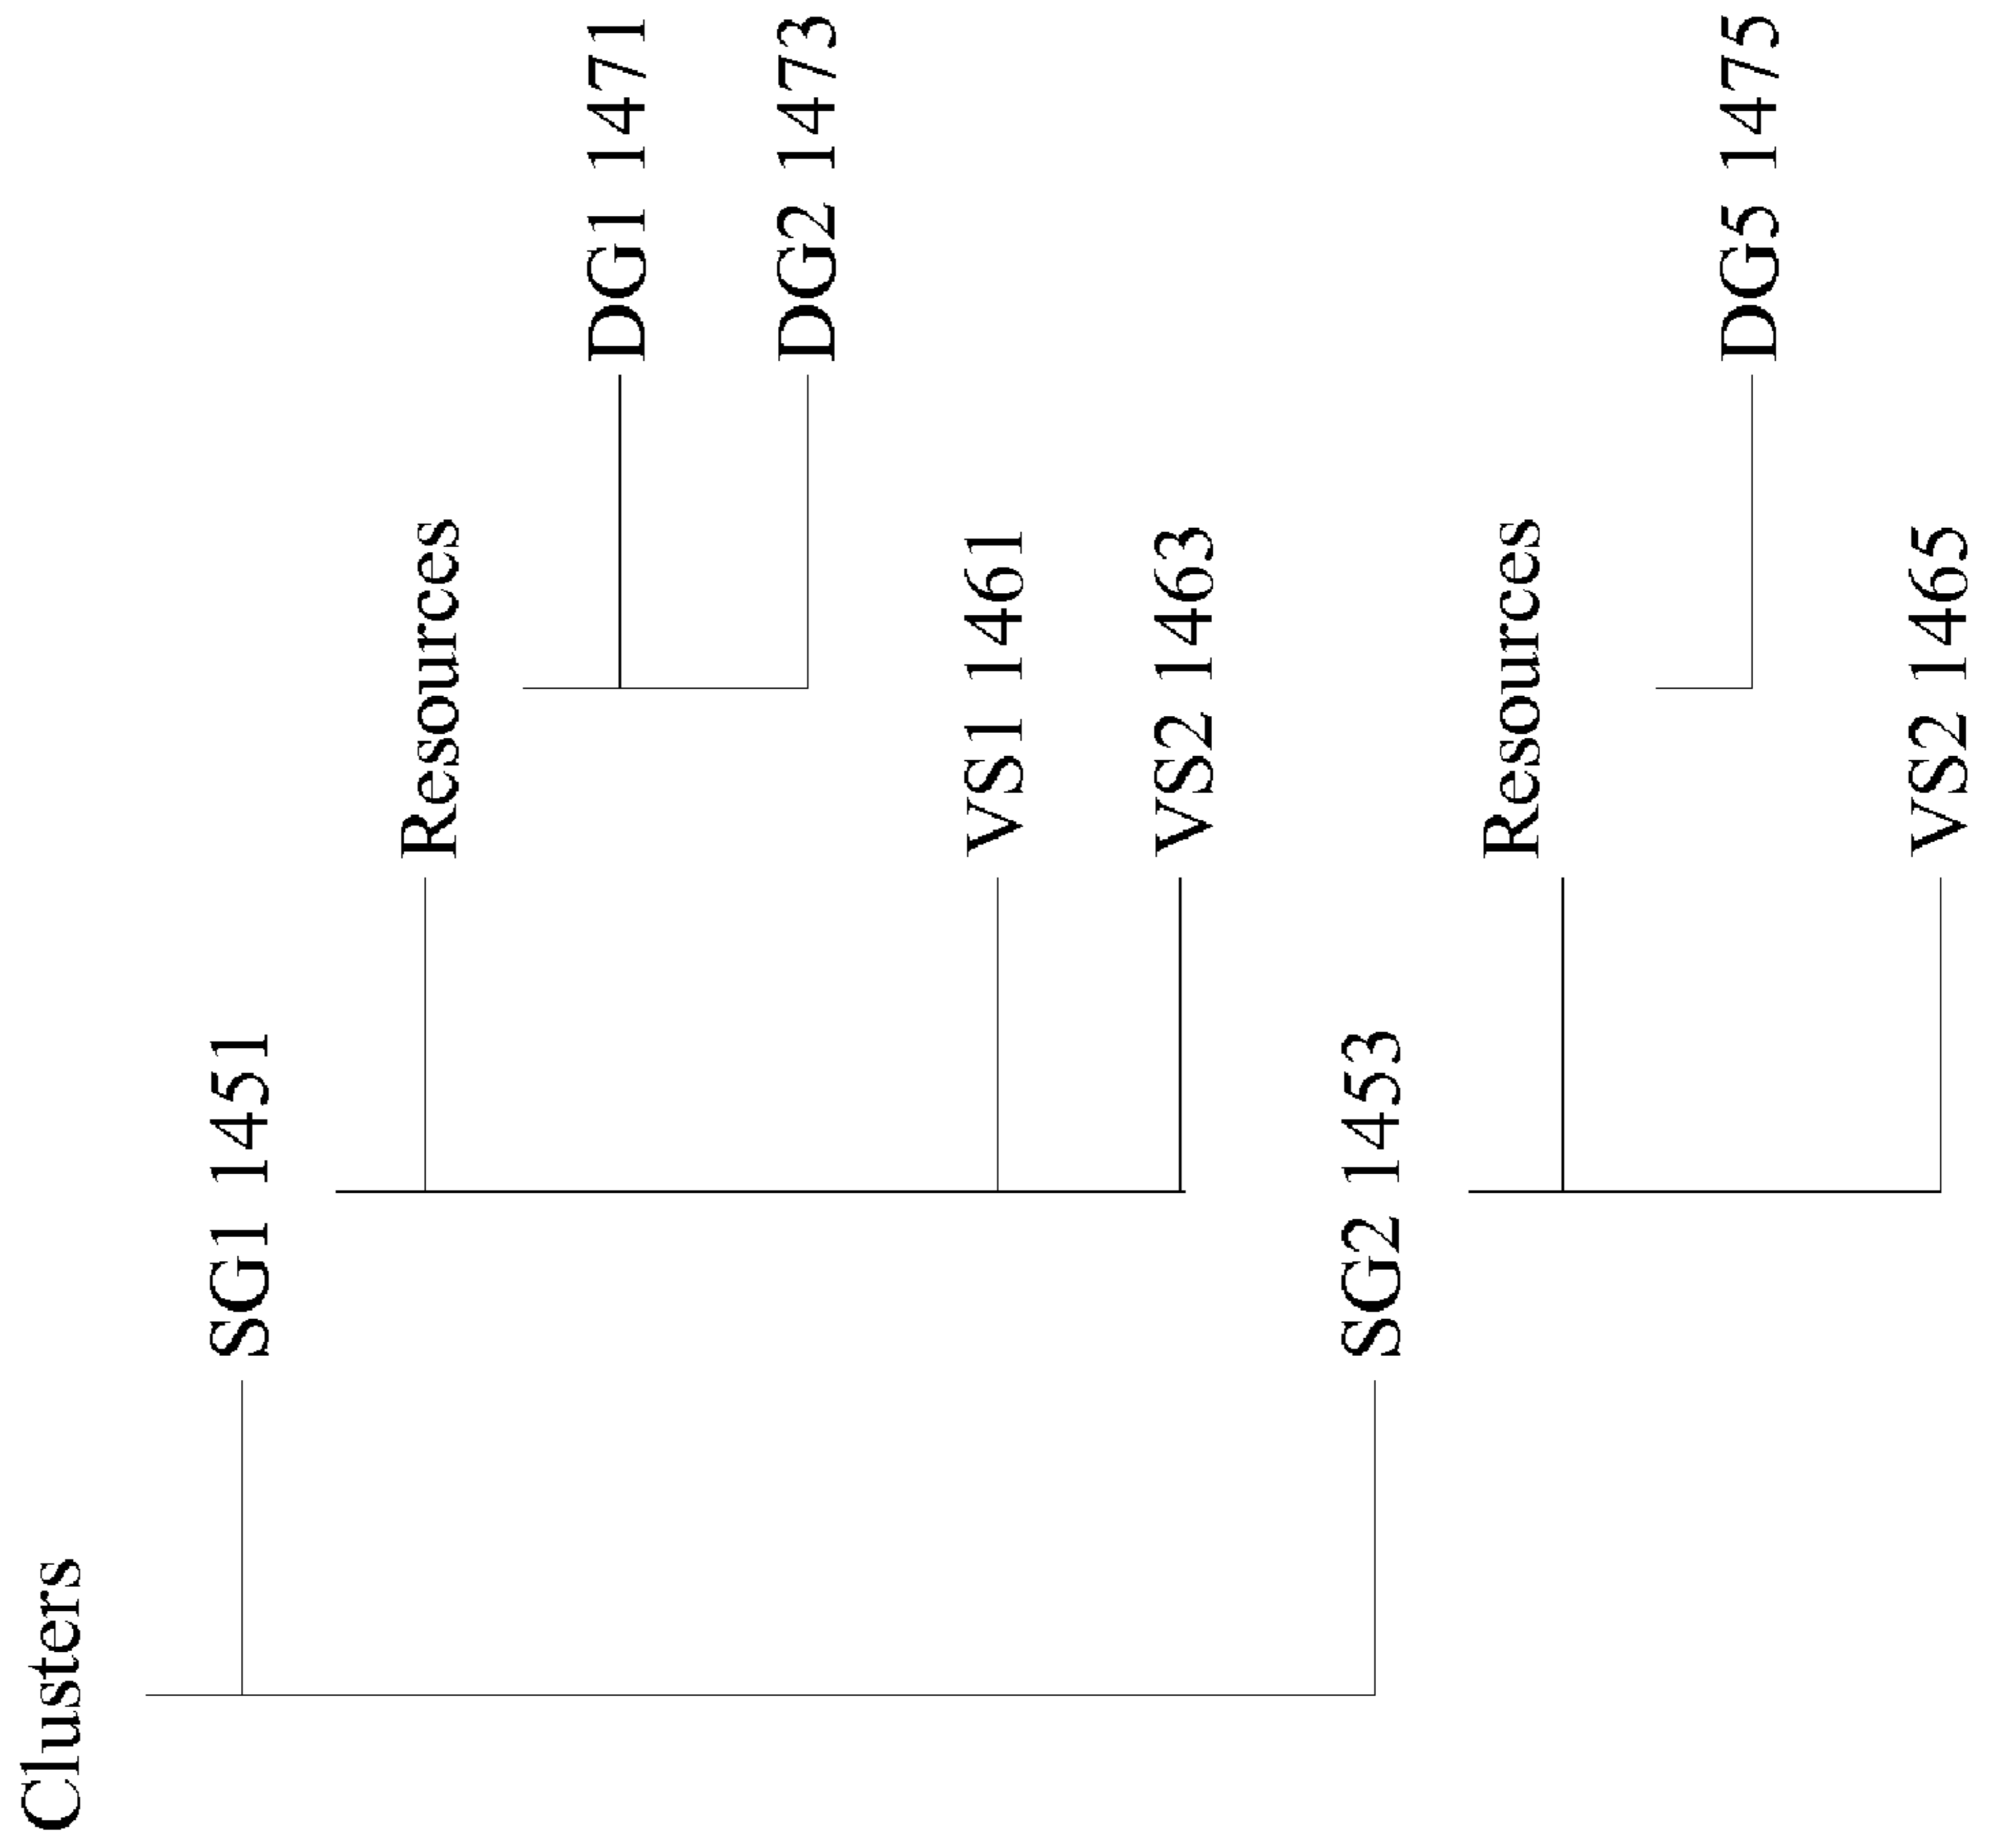 Clusters
SG1 1451
Resources
DG1 1471
DG2 1473
VS1 1461
VS2 1463
SG2 1453
Resources
DG5 1475
VS2 1465